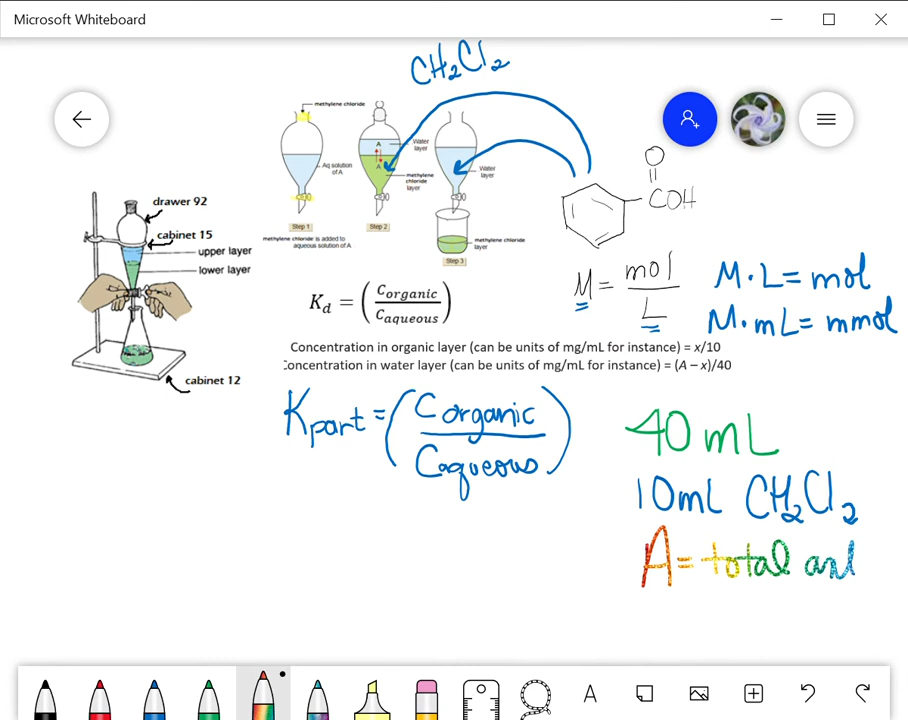 Microsoft Whiteboard
CH2Cl2
methylene chloride
Aq solution
of A
Step 1
methylene chloride is added to
aqueous solution of A
A
A
Water
layer
methylene
chloride
layer
Step 2
Water
layer
methylene chloride
layer
Step 3
O
COH
drawer 92
cabinet 15
upper layer
lower layer
cabinet 12
Kd = (Corganic / Caqueous)
M = mol / L
M·L = mol
M·mL = mmol
Concentration in organic layer (can be units of mg/mL for instance) = x/10
Concentration in water layer (can be units of mg/mL for instance) = (A – x)/40
Kpart = (Corganic / Caqueous)
40 mL
10 mL CH2Cl2
A = total
A